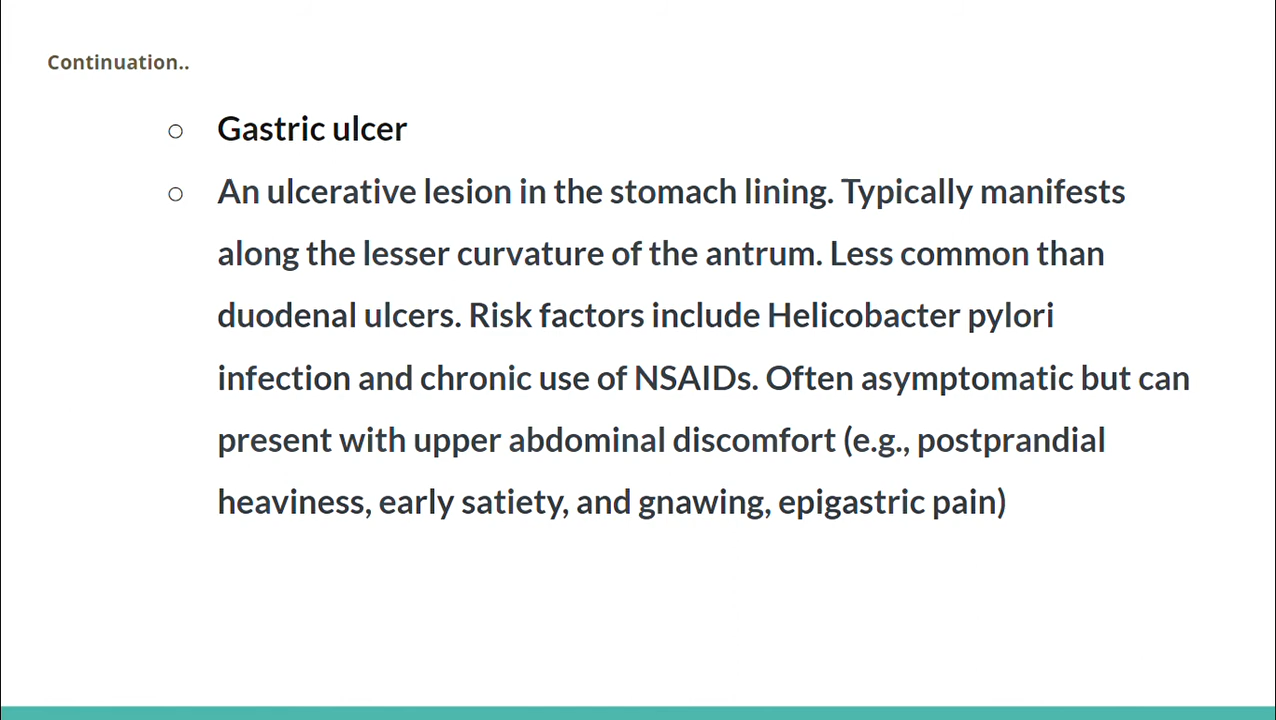 Continuation..
○ Gastric ulcer
○ An ulcerative lesion in the stomach lining. Typically manifests
along the lesser curvature of the antrum. Less common than
duodenal ulcers. Risk factors include Helicobacter pylori
infection and chronic use of NSAIDs. Often asymptomatic but can
present with upper abdominal discomfort (e.g., postprandial
heaviness, early satiety, and gnawing, epigastric pain)